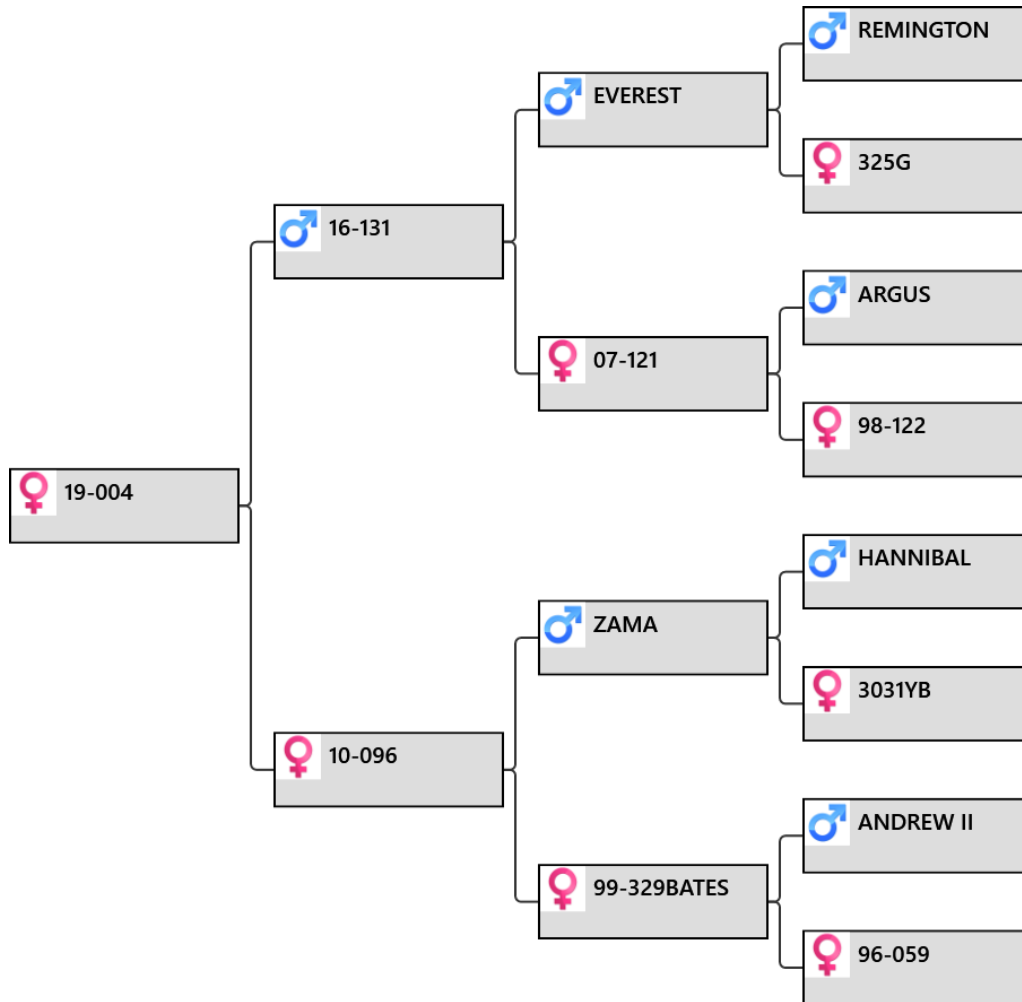 REMINGTON
EVEREST
325G
16-131
ARGUS
07-121
98-122
19-004
HANNIBAL
ZAMA
3031YB
10-096
ANDREW II
99-329BATES
96-059